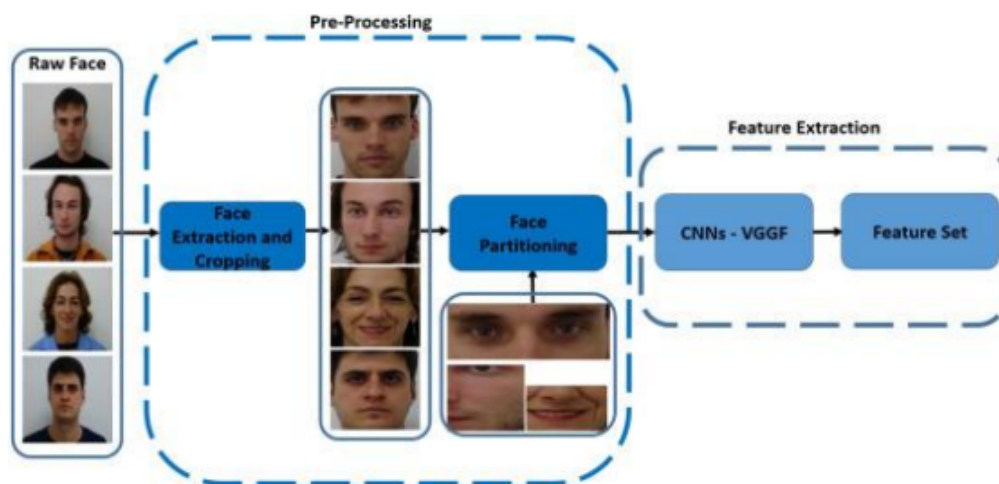 Pre-Processing
Raw Face
Feature Extraction
Face
Extraction and
Cropping
Face
Partitioning
CNNs - VGGF
Feature Set